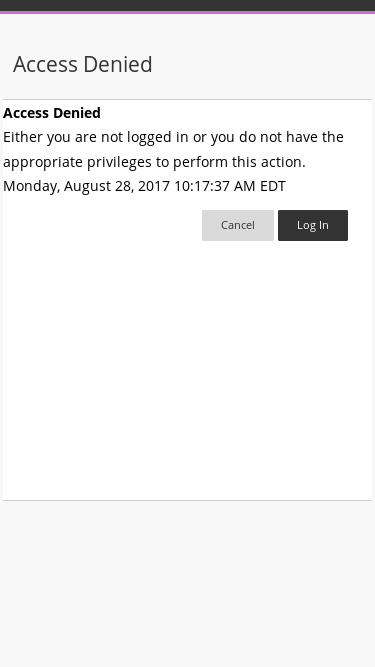 Access Denied
Access Denied
Either you are not logged in or you do not have the
appropriate privileges to perform this action.
Monday, August 28, 2017 10:17:37 AM EDT
Cancel Log In